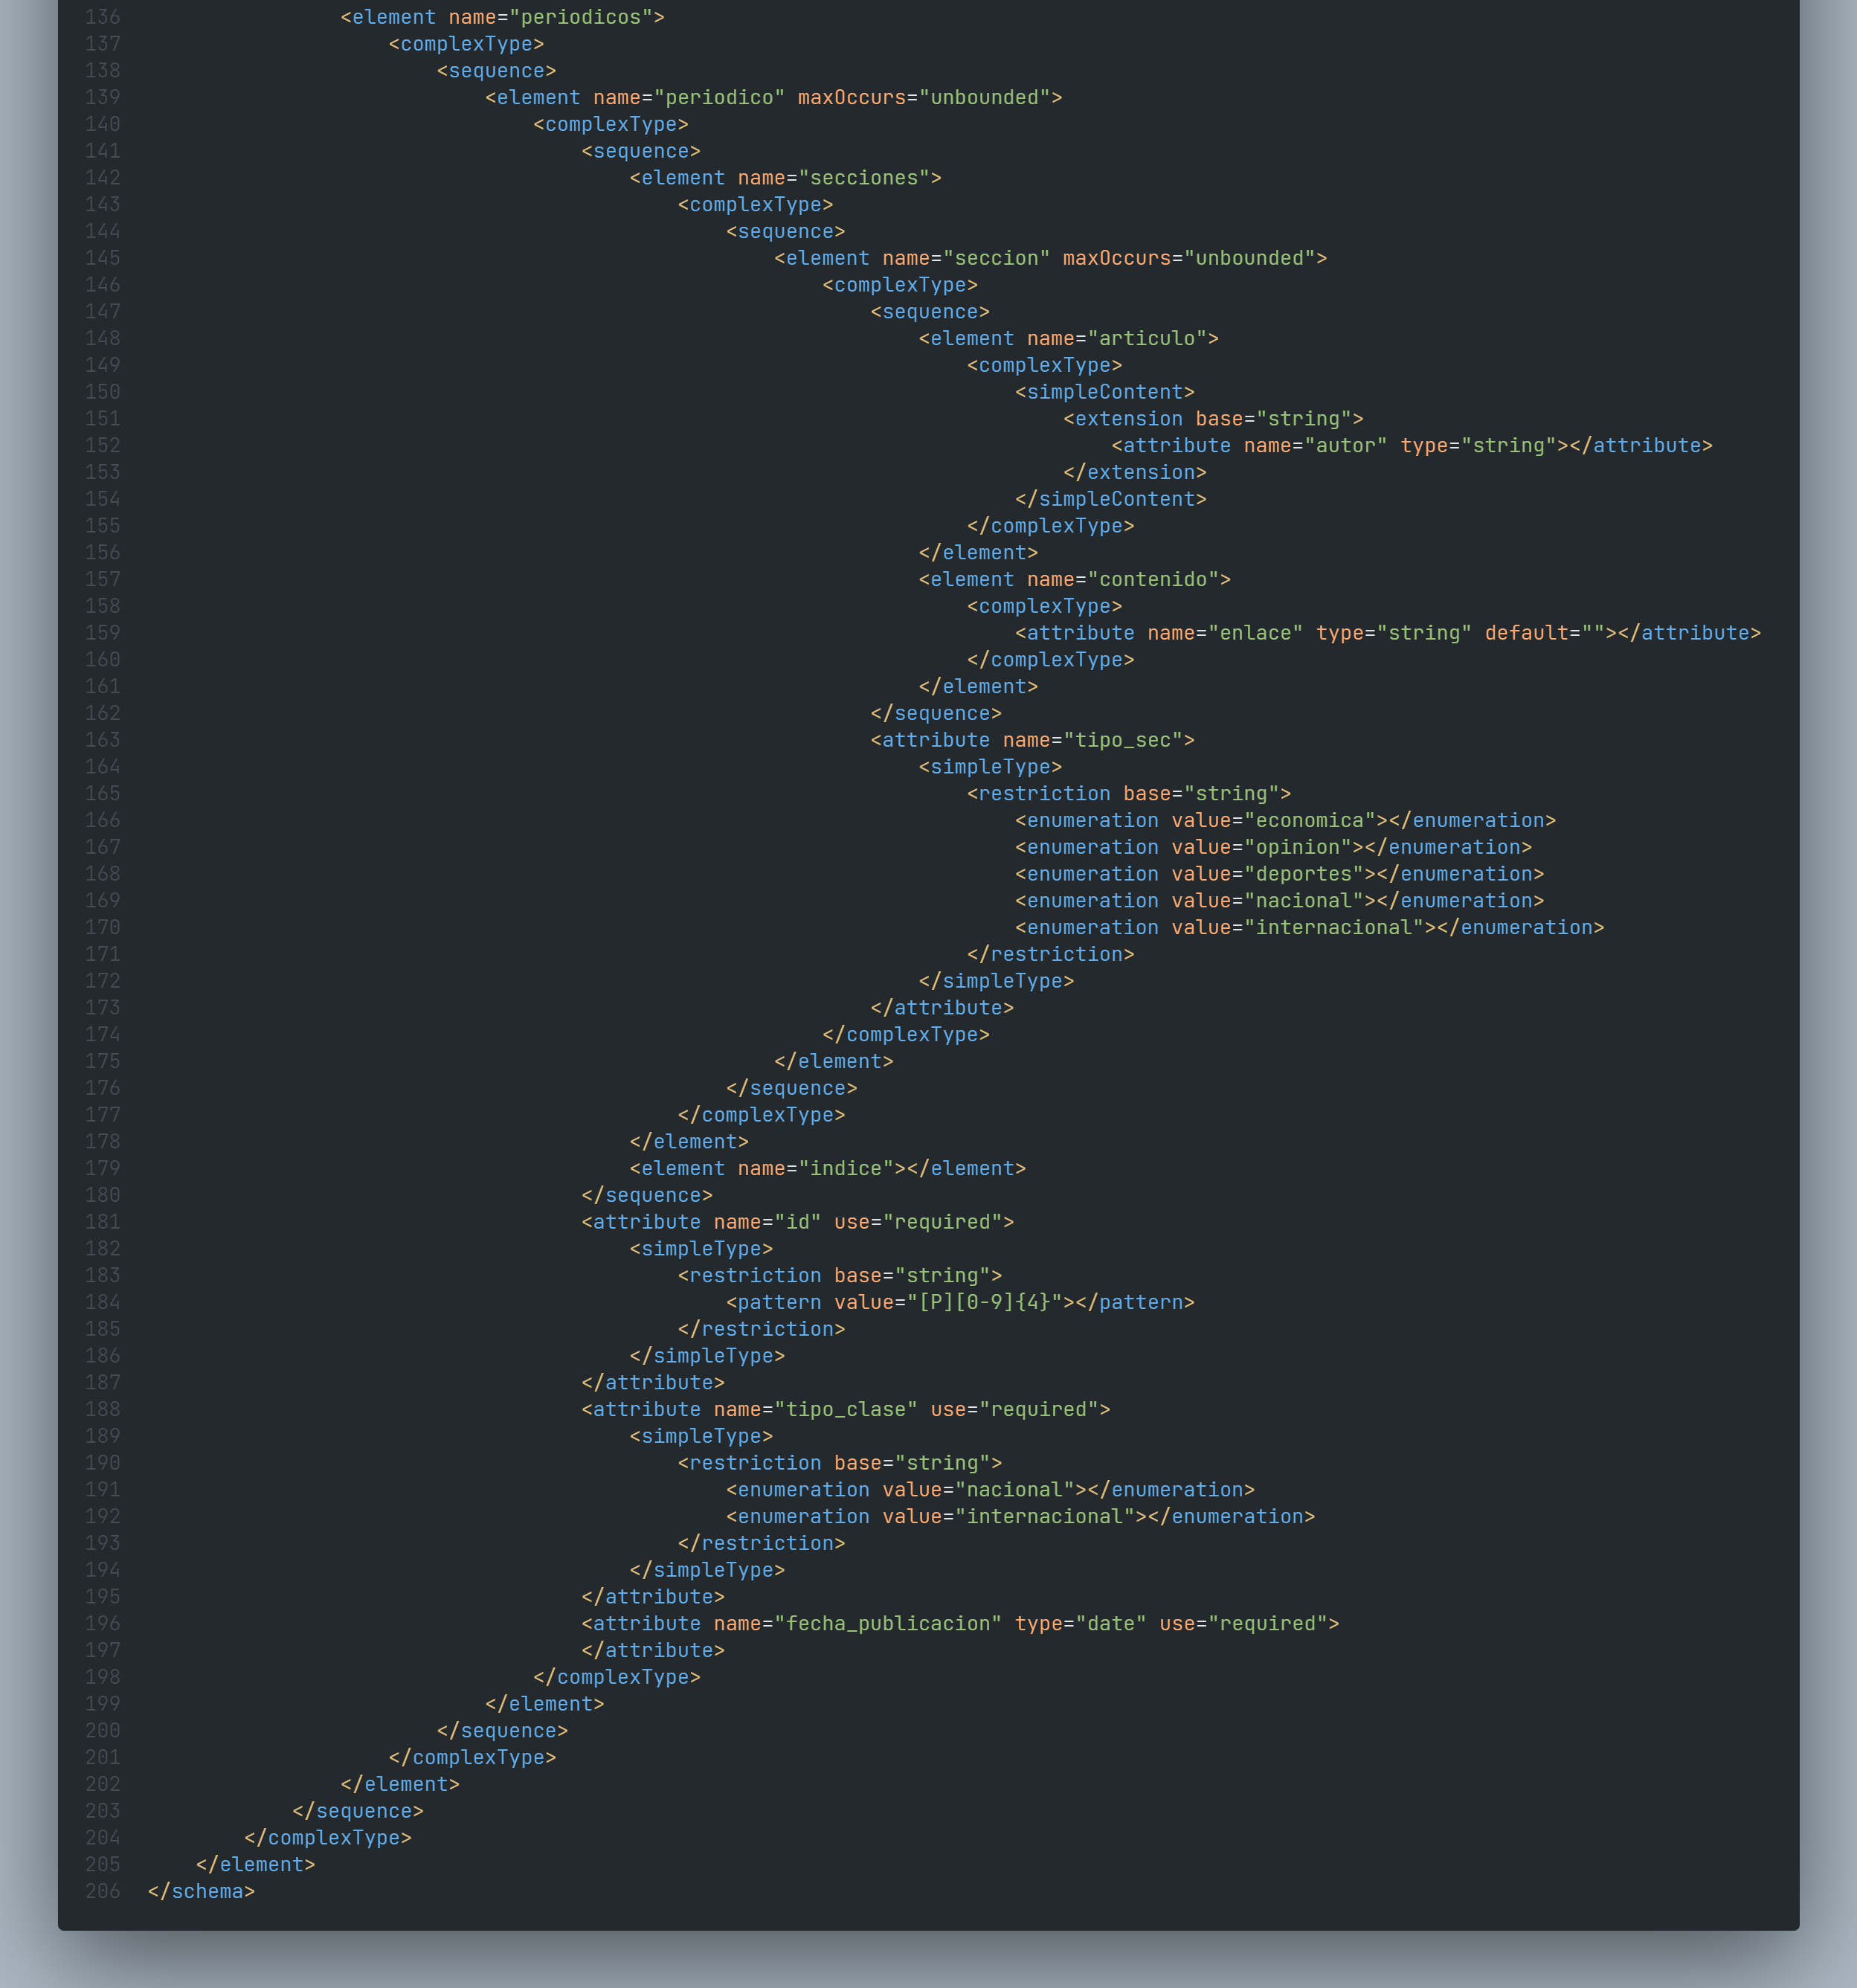 136 <element name="periodicos">
137 <complexType>
138 <sequence>
139 <element name="periodico" maxOccurs="unbounded">
140 <complexType>
141 <sequence>
142 <element name="secciones">
143 <complexType>
144 <sequence>
145 <element name="seccion" maxOccurs="unbounded">
146 <complexType>
147 <sequence>
148 <element name="articulo">
149 <complexType>
150 <simpleContent>
151 <extension base="string">
152 <attribute name="autor" type="string"></attribute>
153 </extension>
154 </simpleContent>
155 </complexType>
156 </element>
157 <element name="contenido">
158 <complexType>
159 <attribute name="enlace" type="string" default=""></attribute>
160 </complexType>
161 </element>
162 </sequence>
163 <attribute name="tipo_sec">
164 <simpleType>
165 <restriction base="string">
166 <enumeration value="economica"></enumeration>
167 <enumeration value="opinion"></enumeration>
168 <enumeration value="deportes"></enumeration>
169 <enumeration value="nacional"></enumeration>
170 <enumeration value="internacional"></enumeration>
171 </restriction>
172 </simpleType>
173 </attribute>
174 </complexType>
175 </element>
176 </sequence>
177 </complexType>
178 </element>
179 <element name="indice"></element>
180 </sequence>
181 <attribute name="id" use="required">
182 <simpleType>
183 <restriction base="string">
184 <pattern value="[P][0-9]{4}"></pattern>
185 </restriction>
186 </simpleType>
187 </attribute>
188 <attribute name="tipo_clase" use="required">
189 <simpleType>
190 <restriction base="string">
191 <enumeration value="nacional"></enumeration>
192 <enumeration value="internacional"></enumeration>
193 </restriction>
194 </simpleType>
195 </attribute>
196 <attribute name="fecha_publicacion" type="date" use="required">
197 </attribute>
198 </complexType>
199 </element>
200 </sequence>
201 </complexType>
202 </element>
203 </sequence>
204 </complexType>
205 </element>
206 </schema>